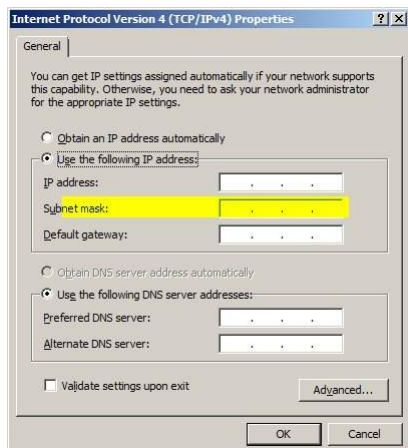 Internet Protocol Version 4 (TCP/IPv4) Properties
General
You can get IP settings assigned automatically if your network supports
this capability. Otherwise, you need to ask your network administrator
for the appropriate IP settings.
Obtain an IP address automatically
Use the following IP address:
IP address:
Subnet mask:
Default gateway:
Obtain DNS server address automatically
Use the following DNS server addresses:
Preferred DNS server:
Alternate DNS server:
Validate settings upon exit
Advanced...
OK Cancel